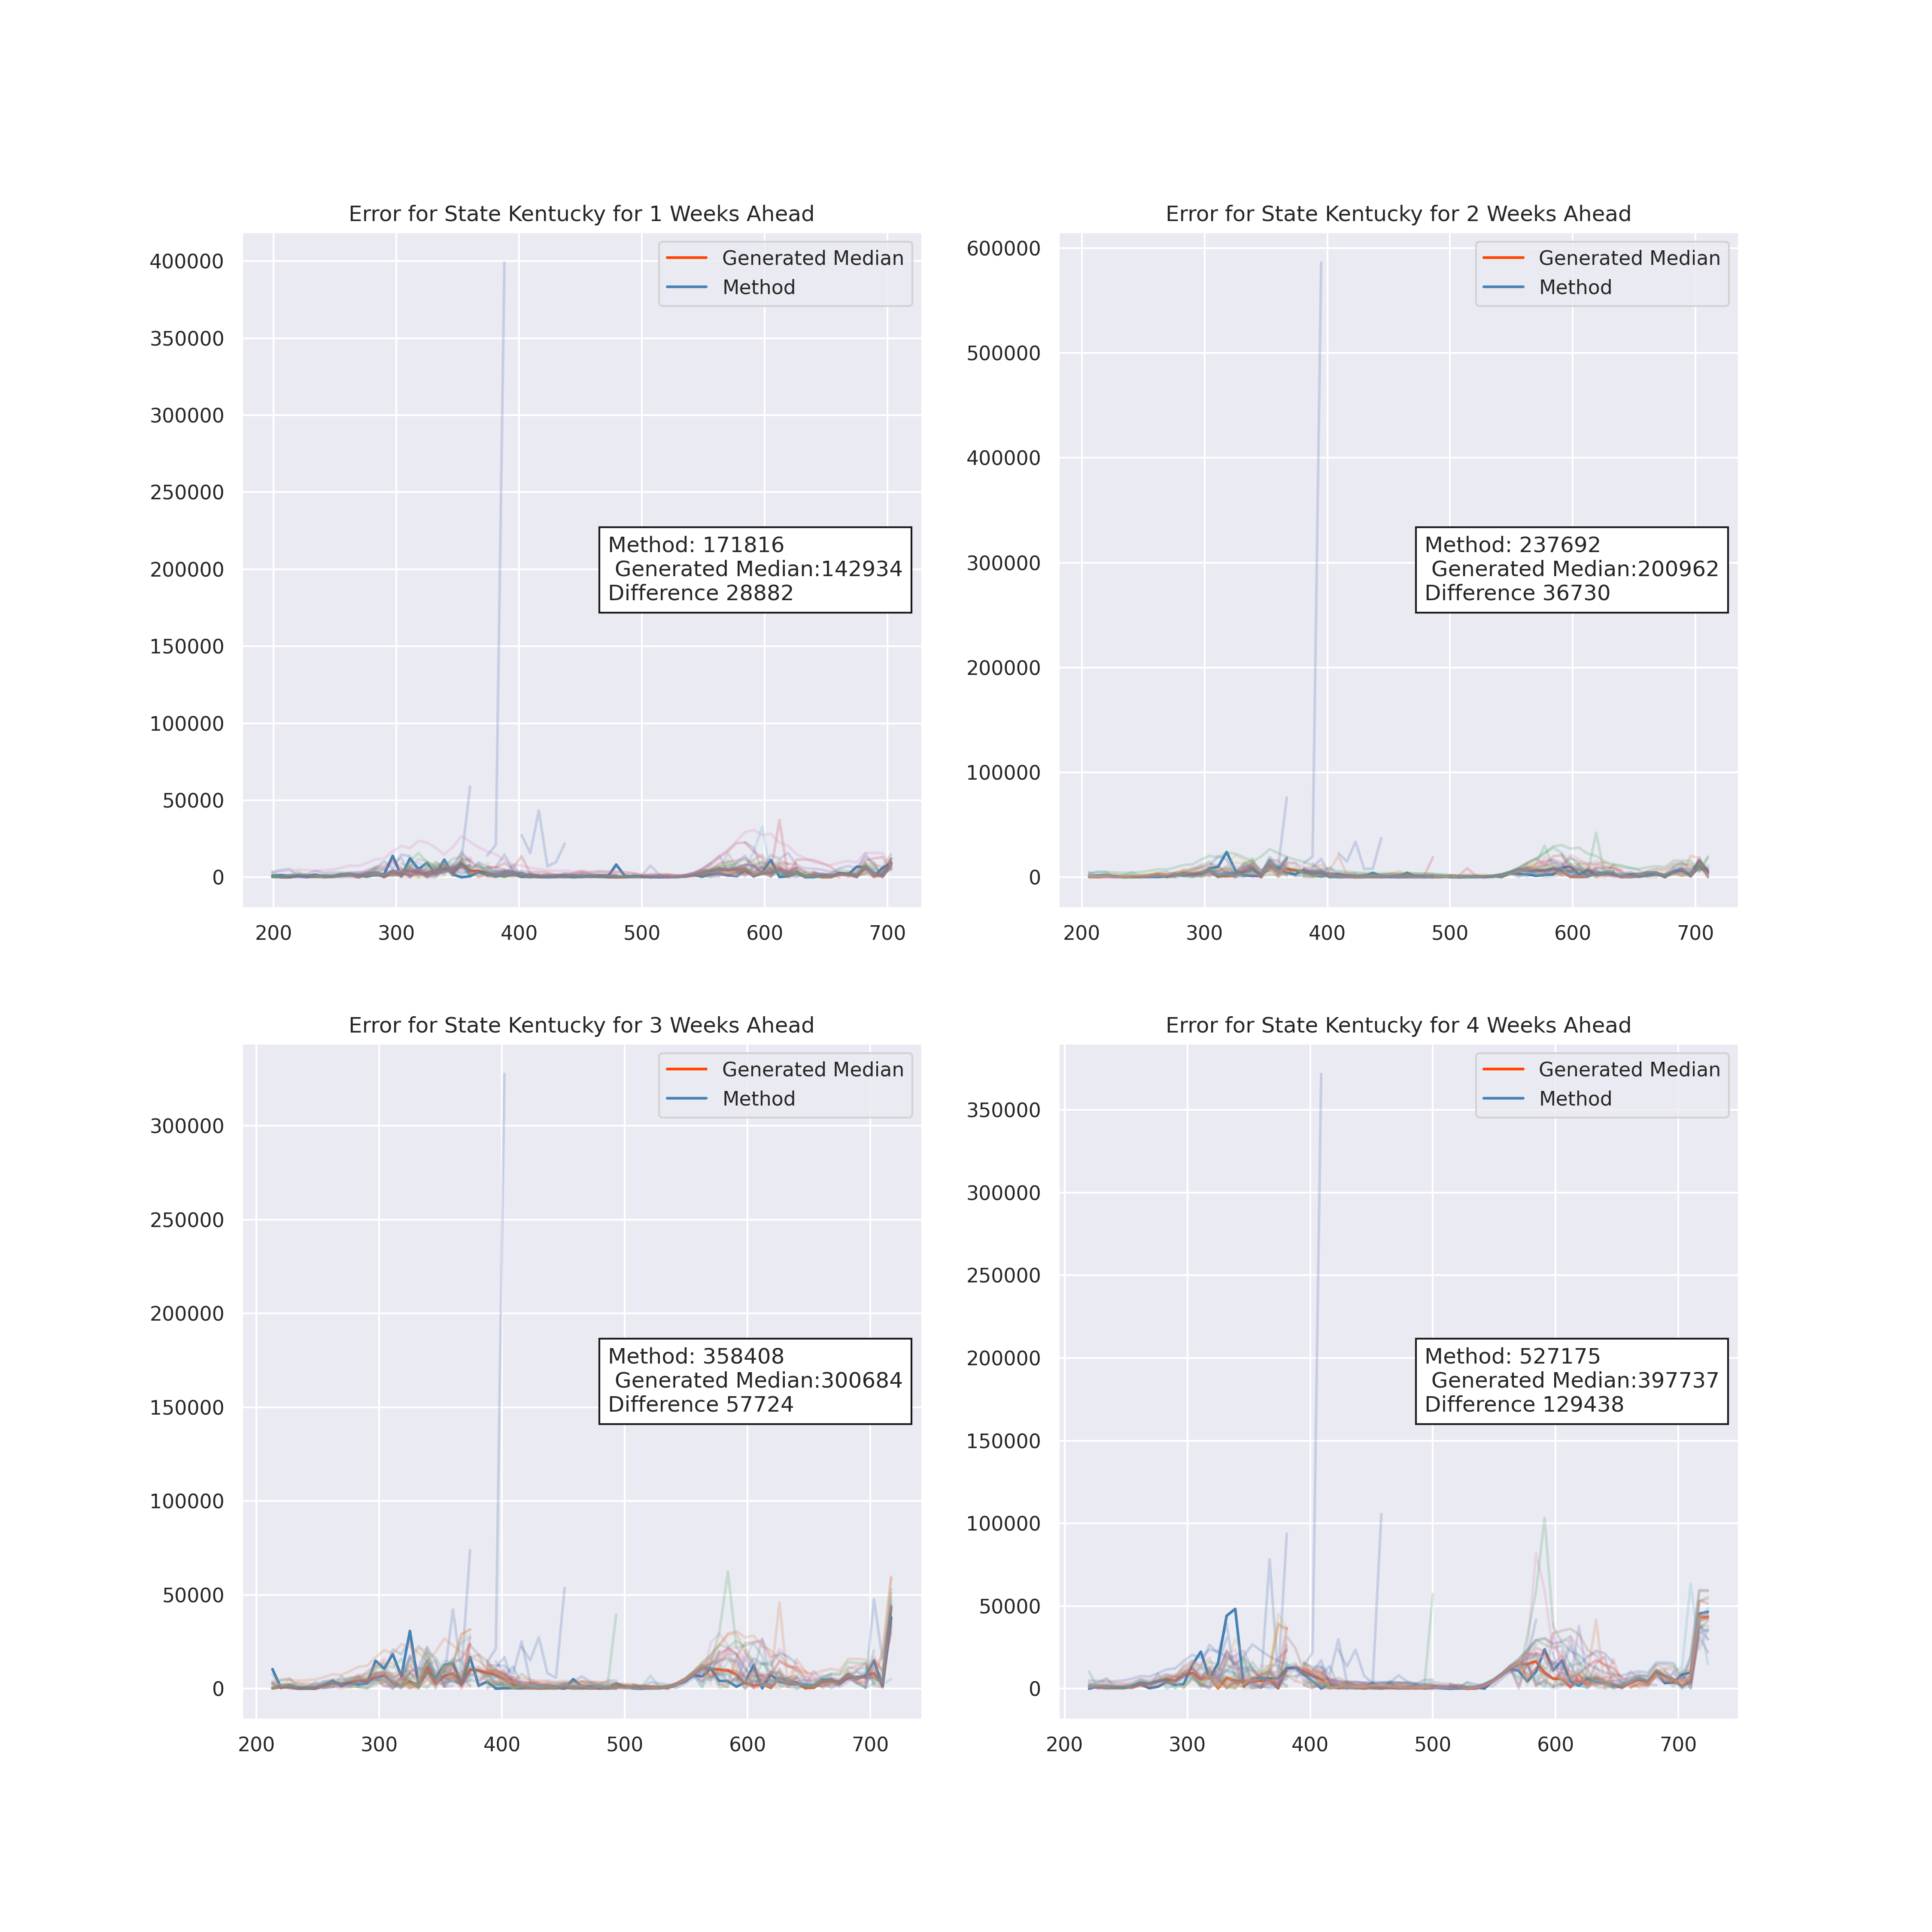 Error for State Kentucky for 1 Weeks Ahead
400000
350000
300000
250000
200000
150000
100000
50000
0
200 300 400 500 600 700
Generated Median
Method
Method: 171816
Generated Median:142934
Difference 28882
Error for State Kentucky for 2 Weeks Ahead
600000
500000
400000
300000
200000
100000
0
200 300 400 500 600 700
Generated Median
Method
Method: 237692
Generated Median:200962
Difference 36730
Error for State Kentucky for 3 Weeks Ahead
300000
250000
200000
150000
100000
50000
0
200 300 400 500 600 700
Generated Median
Method
Method: 358408
Generated Median:300684
Difference 57724
Error for State Kentucky for 4 Weeks Ahead
350000
300000
250000
200000
150000
100000
50000
0
200 300 400 500 600 700
Generated Median
Method
Method: 527175
Generated Median:397737
Difference 129438